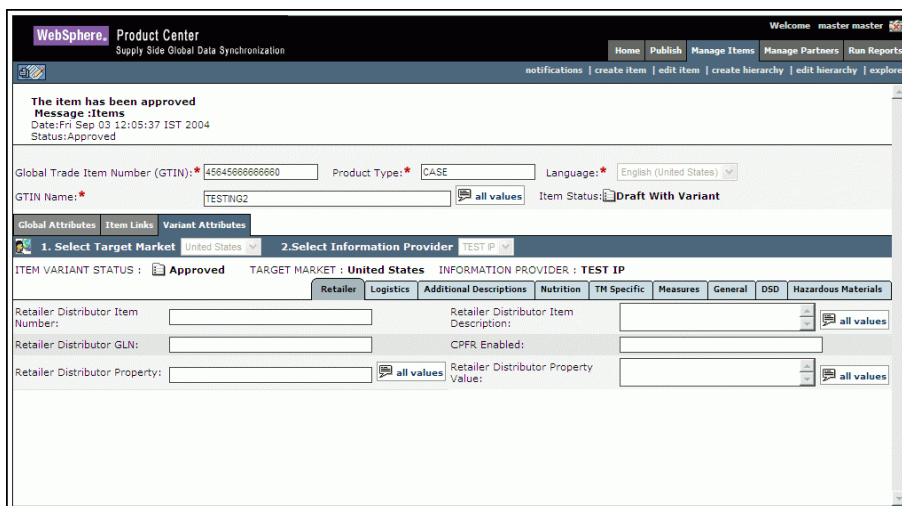 Welcome master master
WebSphere. Product Center
Supply Side Global Data Synchronization
Home Publish Manage Items Manage Partners Run Reports
notifications | create item | edit item | create hierarchy | edit hierarchy | explore
The item has been approved
Message :Items
Date:Fri Sep 03 12:05:37 IST 2004
Status:Approved
Global Trade Item Number (GTIN):* 45645666666660 Product Type:* CASE Language:* English (United States)
GTIN Name:* TESTING2 all values Item Status: Draft With Variant
Global Attributes Item Links Variant Attributes
1. Select Target Market United States 2.Select Information Provider TEST IP
ITEM VARIANT STATUS : Approved TARGET MARKET : United States INFORMATION PROVIDER : TEST IP
Retailer Logistics Additional Descriptions Nutrition TM Specific Measures General DSD Hazardous Materials
Retailer Distributor Item Number: Retailer Distributor Item Description: all values
Retailer Distributor GLN: CPFR Enabled:
Retailer Distributor Property: all values Retailer Distributor Property Value: all values